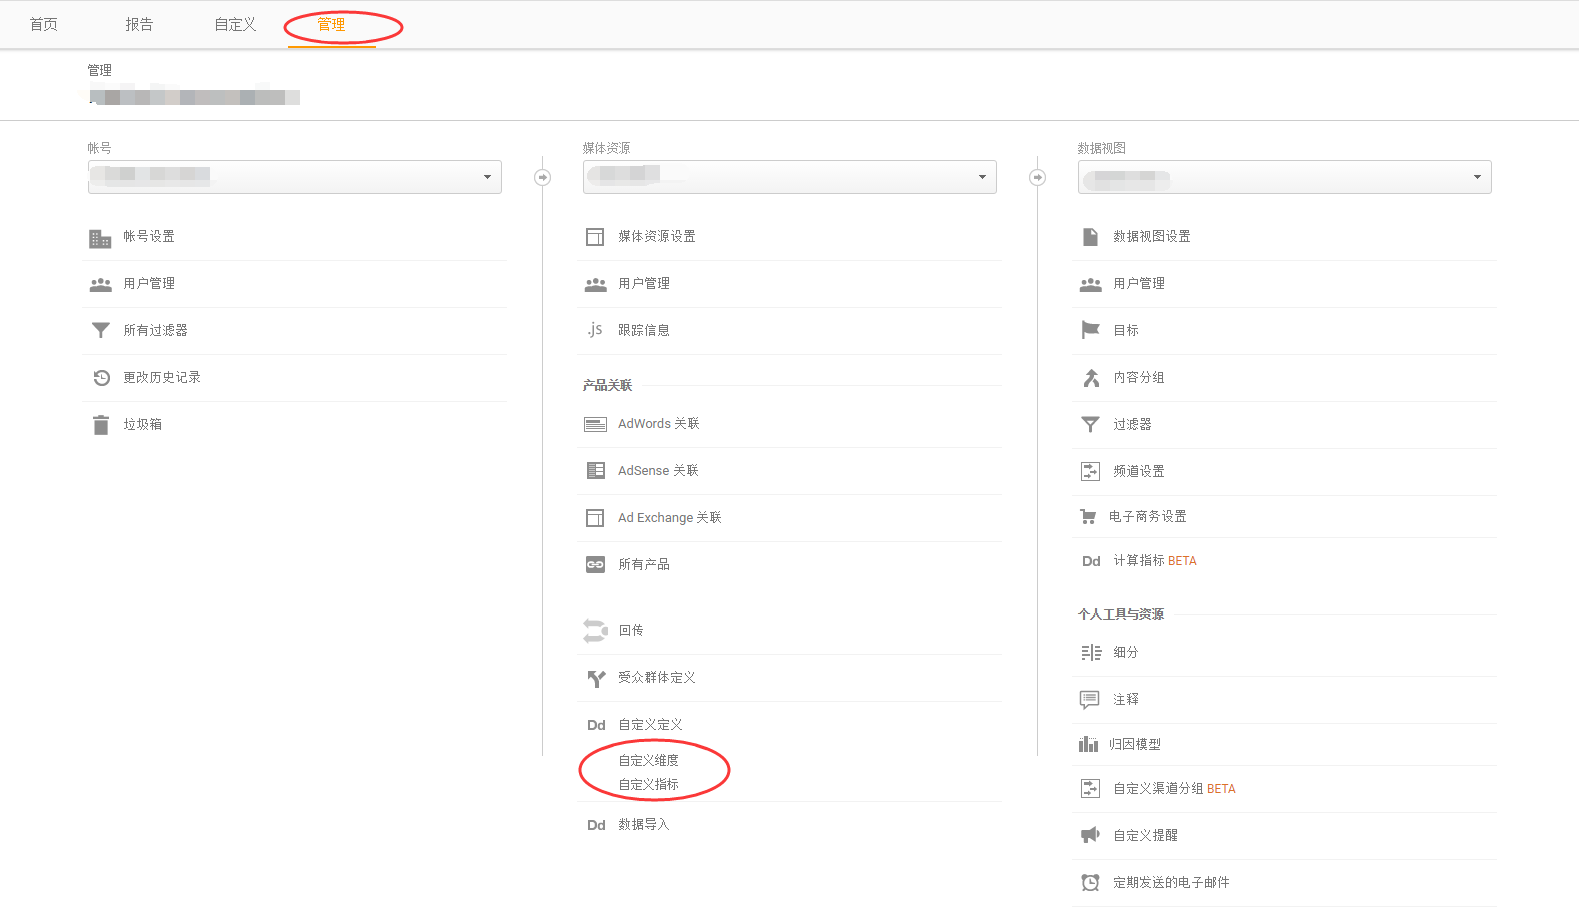 首页
报告
自定义
管理
管理
帐号
帐号设置
用户管理
所有过滤器
更改历史记录
垃圾箱
媒体资源
媒体资源设置
用户管理
.js 跟踪信息
产品关联
AdWords 关联
AdSense 关联
Ad Exchange 关联
所有产品
回传
受众群体定义
Dd 自定义定义
自定义维度
自定义指标
Dd 数据导入
数据视图
数据视图设置
用户管理
目标
内容分组
过滤器
频道设置
电子商务设置
Dd 计算指标 BETA
个人工具与资源
细分
注释
归因模型
自定义渠道分组 BETA
自定义提醒
定期发送的电子邮件